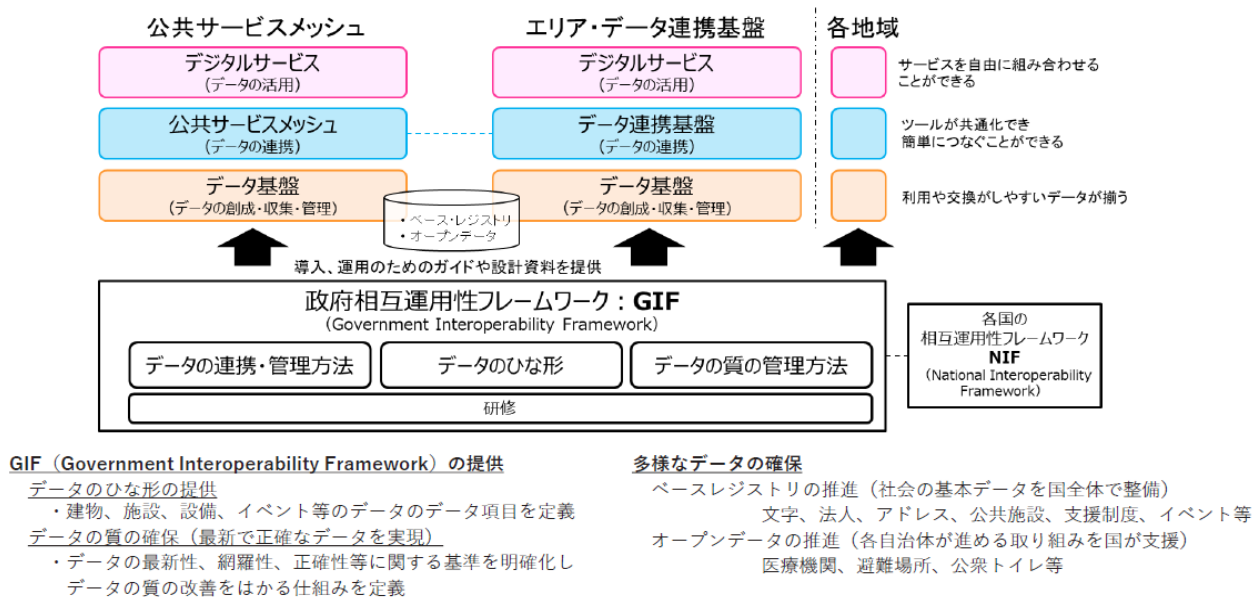 公共サービスメッシュ
エリア・データ連携基盤
各地域
デジタルサービス
(データの活用)
デジタルサービス
(データの活用)
サービスを自由に組み合わせる
ことができる
公共サービスメッシュ
(データの連携)
データ連携基盤
(データの連携)
ツールが共通化でき
簡単につなぐことができる
データ基盤
(データの創成・収集・管理)
・ベース・レジストリ
・オープンデータ
データ基盤
(データの創成・収集・管理)
利用や交換がしやすいデータが揃う
導入、運用のためのガイドや設計資料を提供
政府相互運用性フレームワーク：GIF
(Government Interoperability Framework)
データの連携・管理方法
データのひな形
データの質の管理方法
研修
各国の
相互運用性フレームワーク
NIF
(National Interoperability
Framework)
GIF（Government Interoperability Framework）の提供
データのひな形の提供
・建物、施設、設備、イベント等のデータのデータ項目を定義
データの質の確保（最新で正確なデータを実現）
・データの最新性、網羅性、正確性等に関する基準を明確化し
データの質の改善をはかる仕組みを定義
多様なデータの確保
ベースレジストリの推進（社会の基本データを国全体で整備）
文字、法人、アドレス、公共施設、支援制度、イベント等
オープンデータの推進（各自治体が進める取り組みを国が支援）
医療機関、避難場所、公衆トイレ等